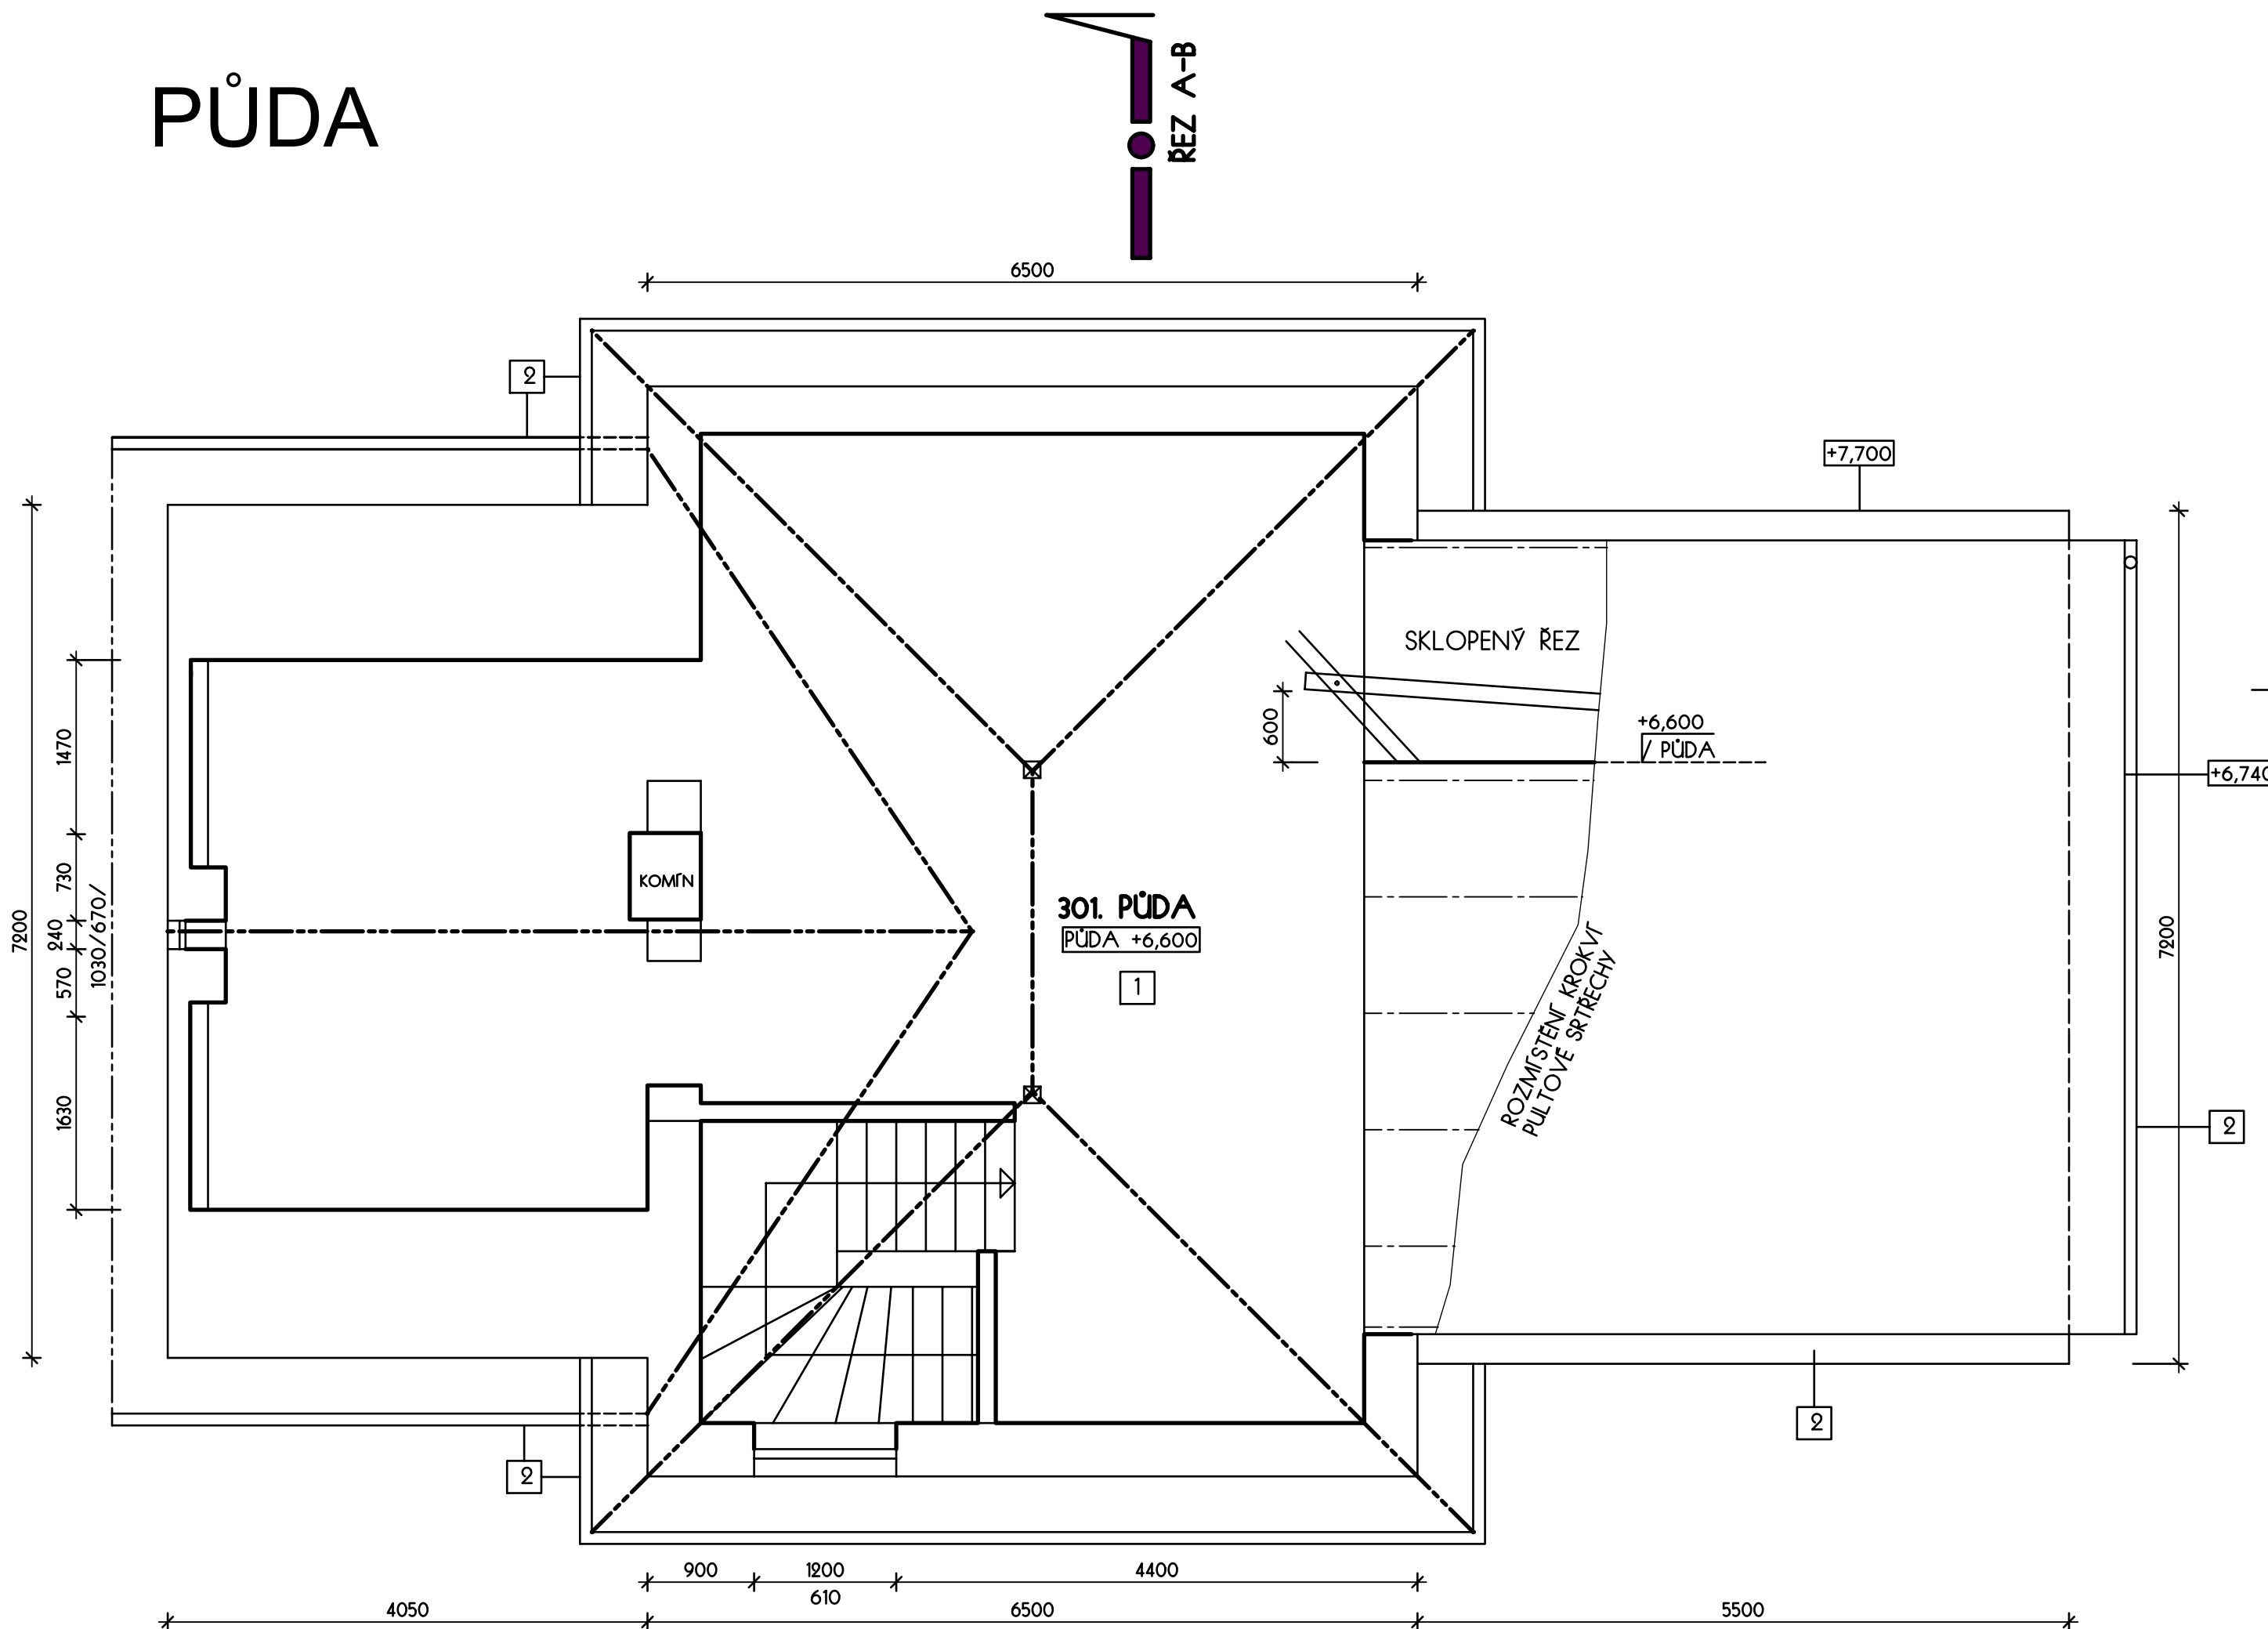 PŮDA
ŘEZ A-B
6500
2
+7,700
SKLOPENÝ ŘEZ
600
+6,600
/ PŮDA
1470
730
240
570
1630
7200
1030/670/
KOMÍN
301. PŮDA
PŮDA +6,600
1
+6,740
7200
ROZMÍSTĚNÍ KROKVÍ
PULTOVÉ SRTŘECHY
2
2
2
900
1200
4400
610
4050
6500
5500